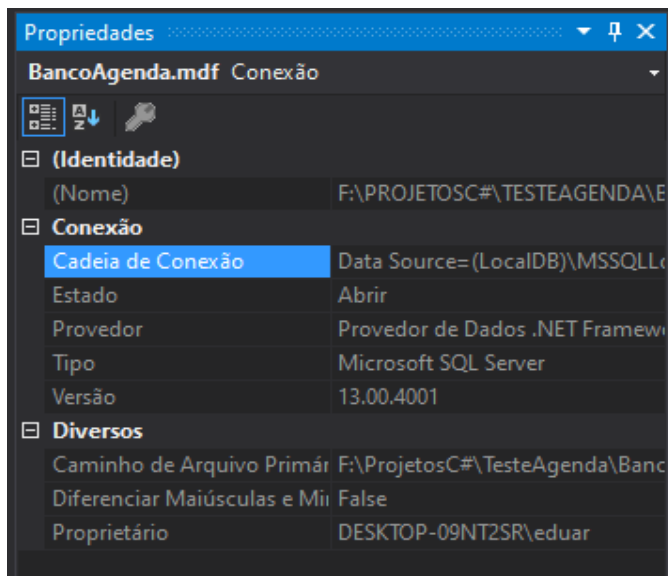 Propriedades
BancoAgenda.mdf Conexão
(Identidade)
(Nome) F:\PROJETOSC#\TESTEAGENDA\B
Conexão
Cadeia de Conexão Data Source=(LocalDB)\MSSQLLo
Estado Abrir
Provedor Provedor de Dados .NET Framew
Tipo Microsoft SQL Server
Versão 13.00.4001
Diversos
Caminho de Arquivo Primár F:\ProjetosC#\TesteAgenda\Banc
Diferenciar Maiúsculas e Mi False
Proprietário DESKTOP-09NT2SR\eduar